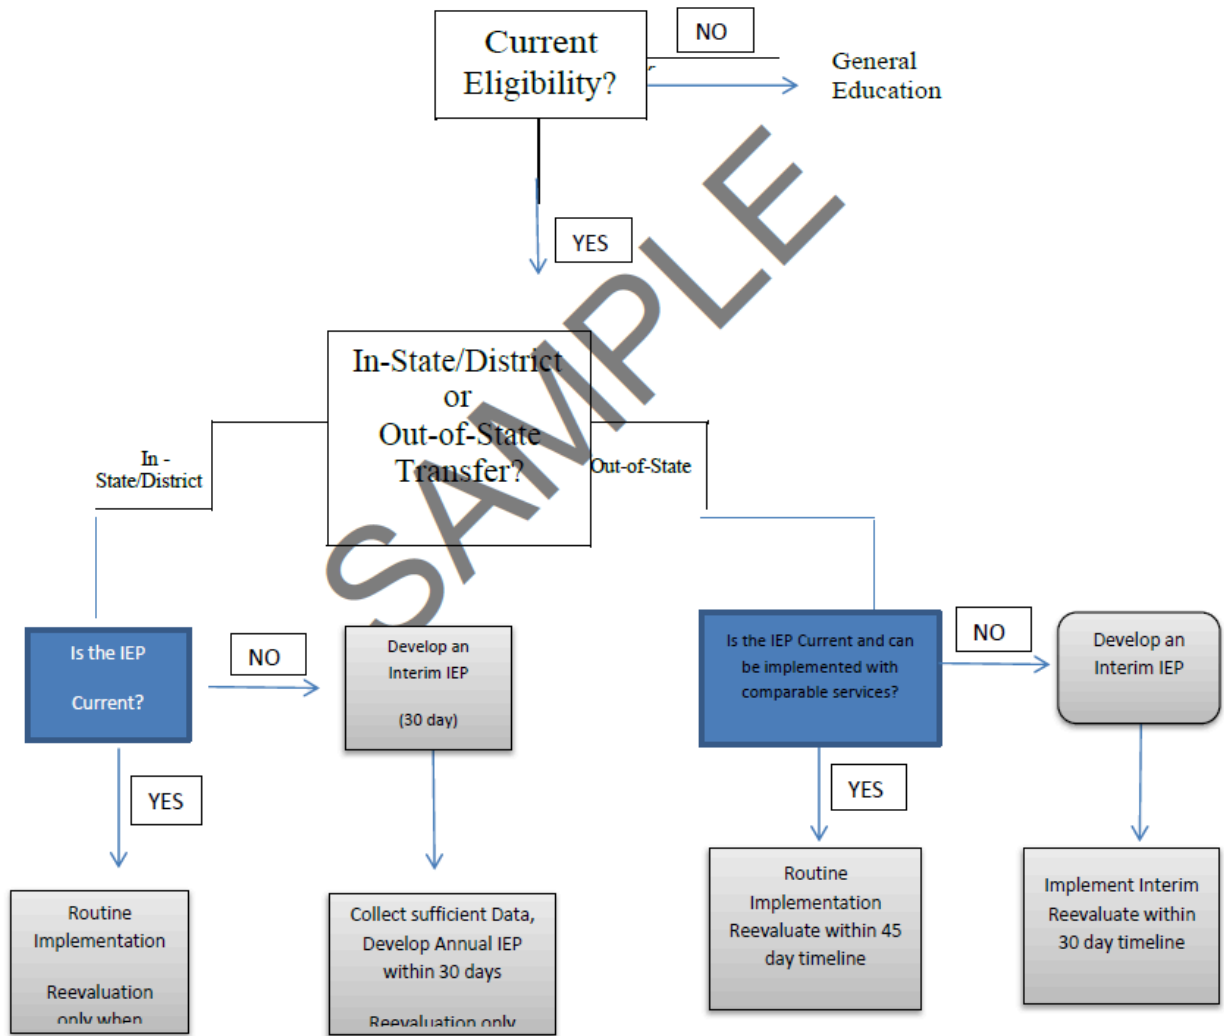 Current
Eligibility?
NO
General
Education
YES
SAMPLE
In-State/District
or
Out-of-State
Transfer?
In -
State/District
Out-of-State
Is the IEP
Current?
NO
Develop an
Interim IEP
(30 day)
Is the IEP Current and can
be implemented with
comparable services?
NO
Develop an
Interim IEP
YES
YES
Routine
Implementation
Reevaluation
only when
Collect sufficient Data,
Develop Annual IEP
within 30 days
Reevaluation only
Routine
Implementation
Reevaluate within 45
day timeline
Implement Interim
Reevaluate within
30 day timeline